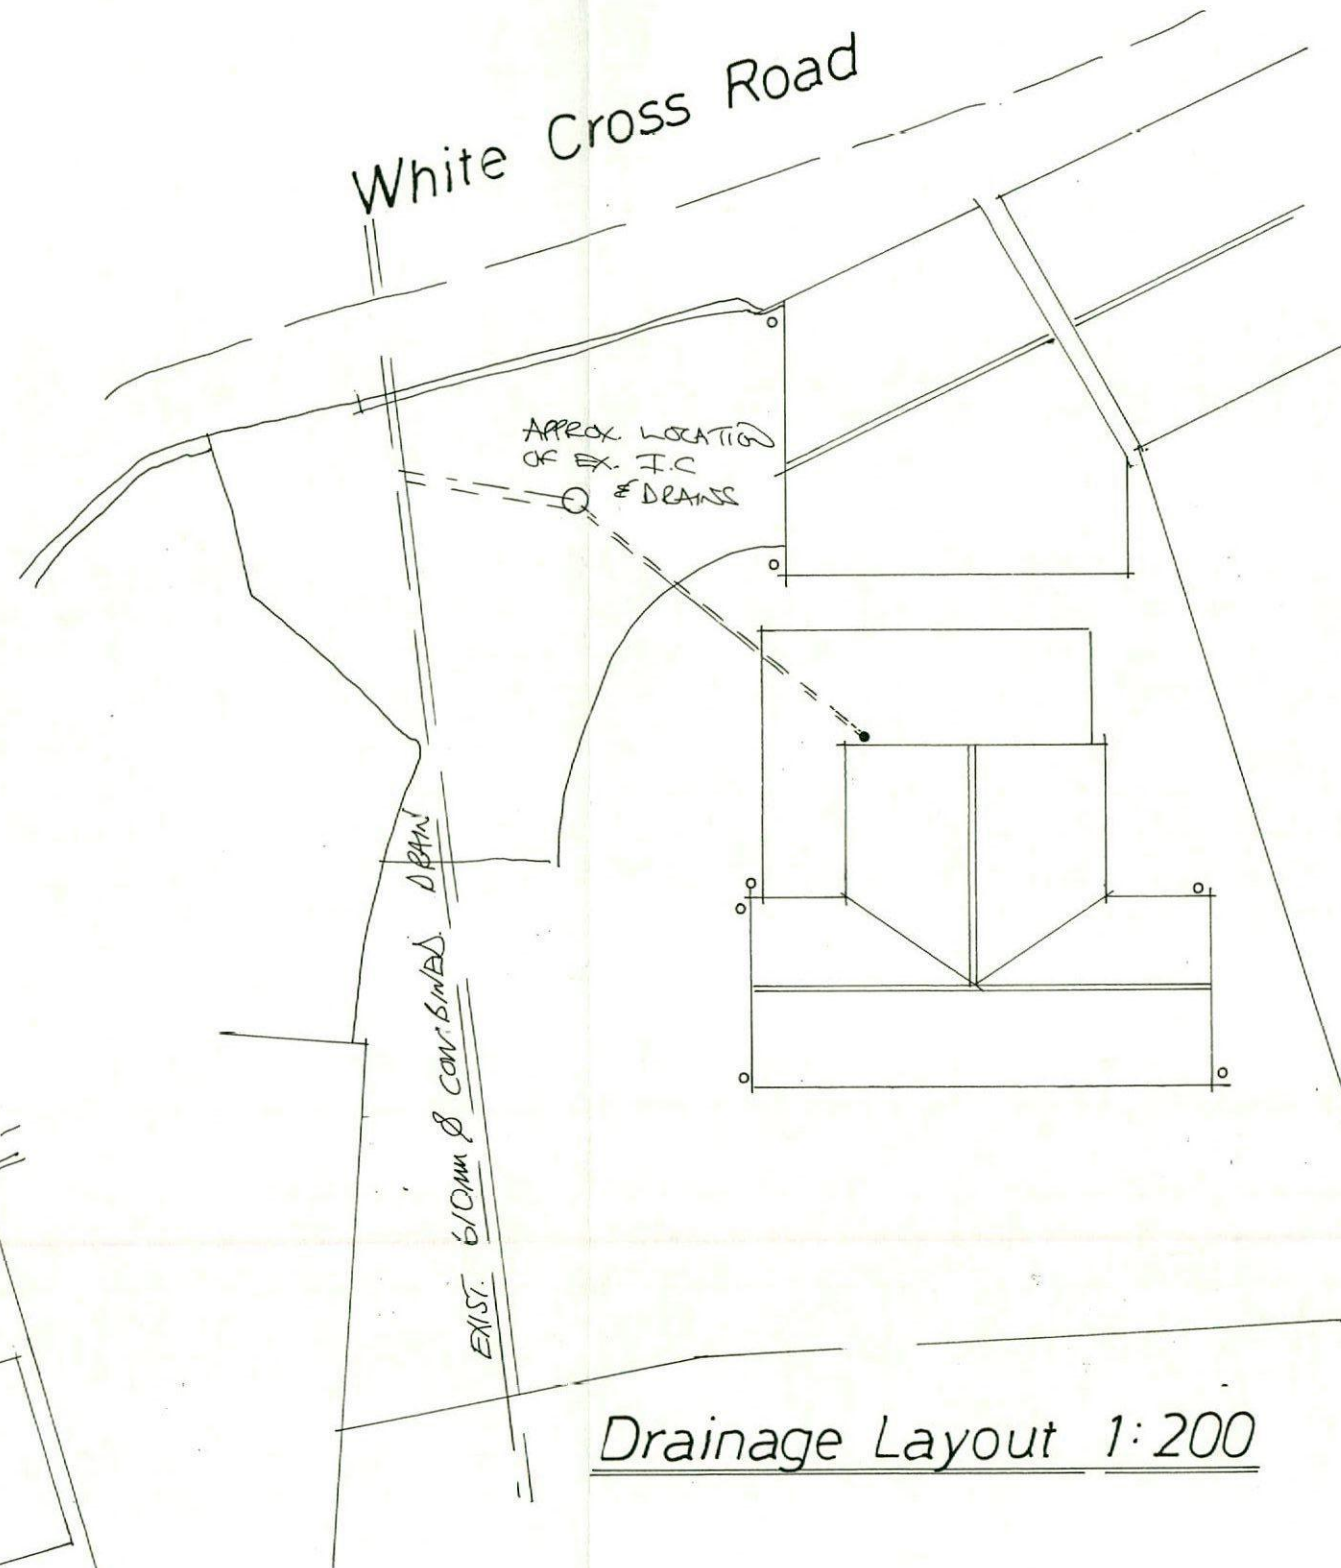 White Cross Road
APPROX. LOCATION
OF EX. I.C
& DRAINS
EXIST. 610mm Ø COMBINED. DRAIN
Drainage Layout 1:200